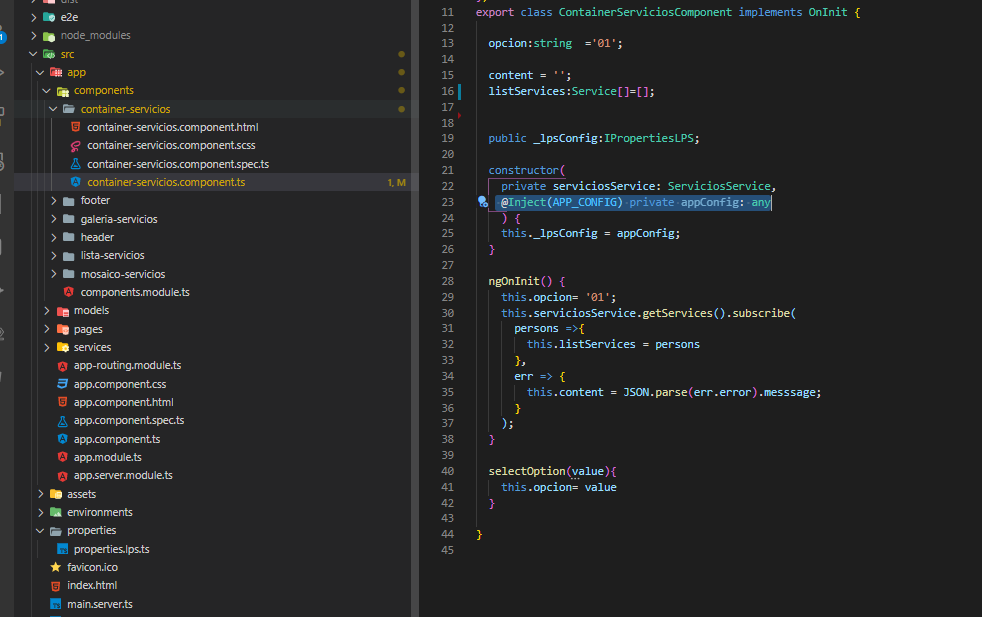 dist
e2e
node_modules
src
app
components
container-servicios
container-servicios.component.html
container-servicios.component.scss
container-servicios.component.spec.ts
container-servicios.component.ts 1, M
footer
galeria-servicios
header
lista-servicios
mosaico-servicios
components.module.ts
models
pages
services
app-routing.module.ts
app.component.css
app.component.html
app.component.spec.ts
app.component.ts
app.module.ts
app.server.module.ts
assets
environments
properties
properties.lps.ts
favicon.ico
index.html
main.server.ts
11 export class ContainerServiciosComponent implements OnInit {
12
13 opcion:string ='01';
14
15 content = '';
16 listServices:Service[]=[];
17
18
19 public _lpsConfig:IPropertiesLPS;
20
21 constructor(
22 private serviciosService: ServiciosService,
23 @Inject(APP_CONFIG) private appConfig: any
24 ) {
25 this._lpsConfig = appConfig;
26 }
27
28 ngOnInit() {
29 this.opcion= '01';
30 this.serviciosService.getServices().subscribe(
31 persons =>{
32 this.listServices = persons
33 },
34 err => {
35 this.content = JSON.parse(err.error).messsage;
36 }
37 );
38 }
39
40 selectOption(value){
41 this.opcion= value
42 }
43
44 }
45